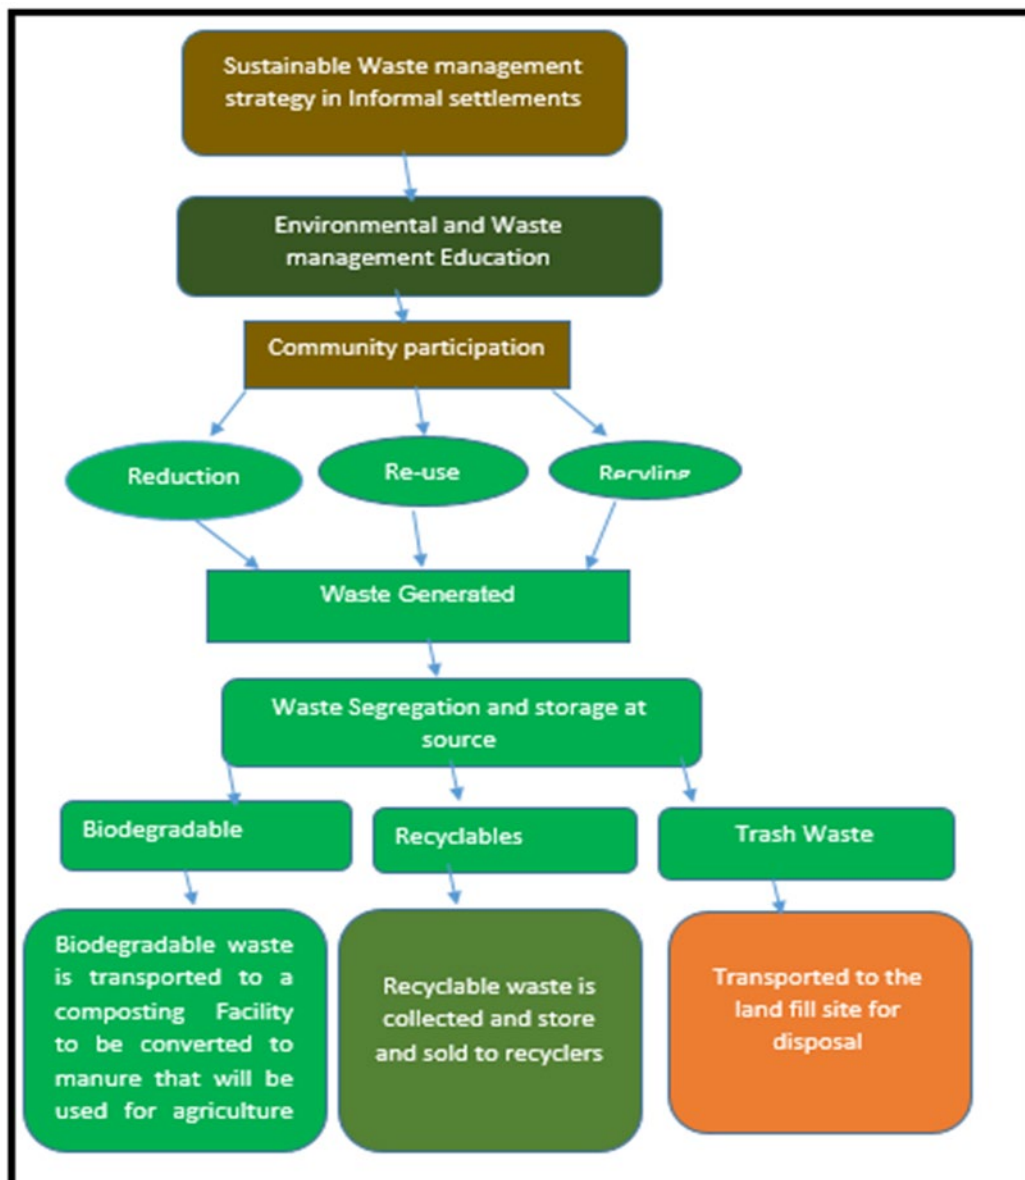 Sustainable Waste management
strategy in Informal settlements
Environmental and Waste
management Education
Community participation
Reduction
Re-use
Recyling
Waste Generated
Waste Segregation and storage at
source
Biodegradable
Recyclables
Trash Waste
Biodegradable waste
is transported to a
composting Facility
to be converted to
manure that will be
used for agriculture
Recyclable waste is
collected and store
and sold to recyclers
Transported to the
land fill site for
disposal